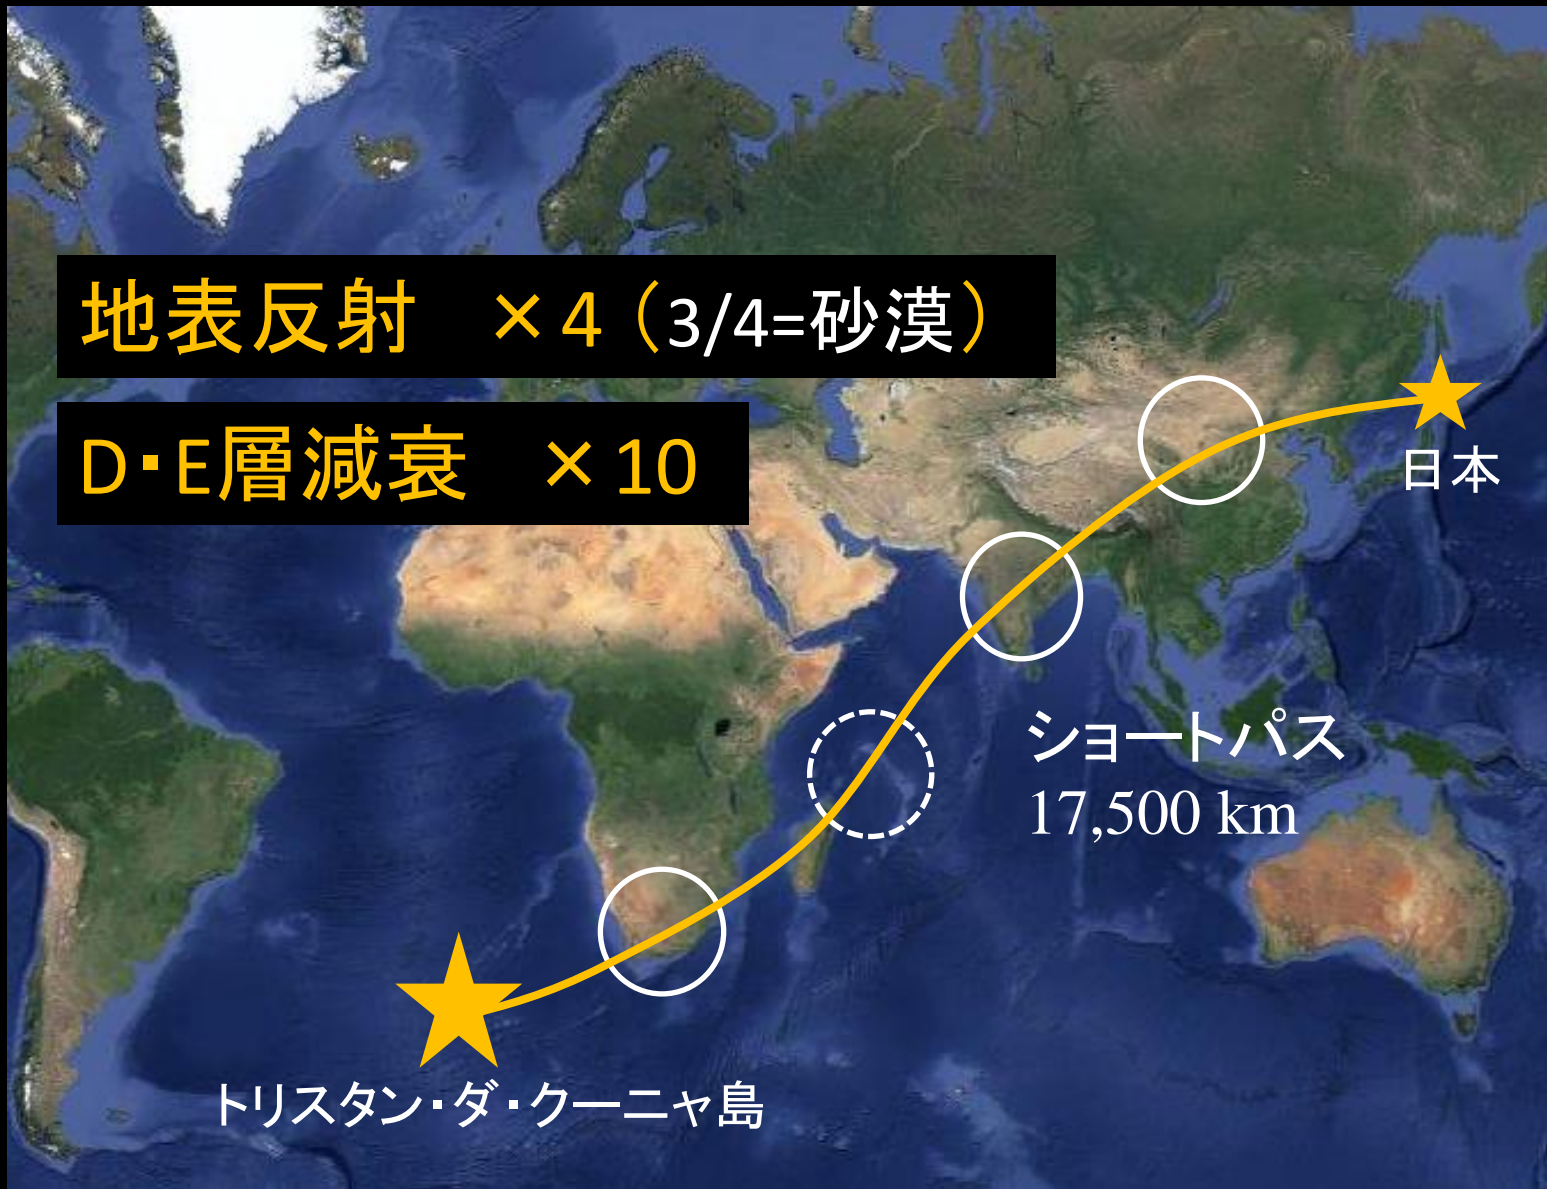 地表反射　×4（3/4=砂漠）
D・E層減衰　×10
日本
ショートパス
17,500 km
トリスタン・ダ・クーニャ島